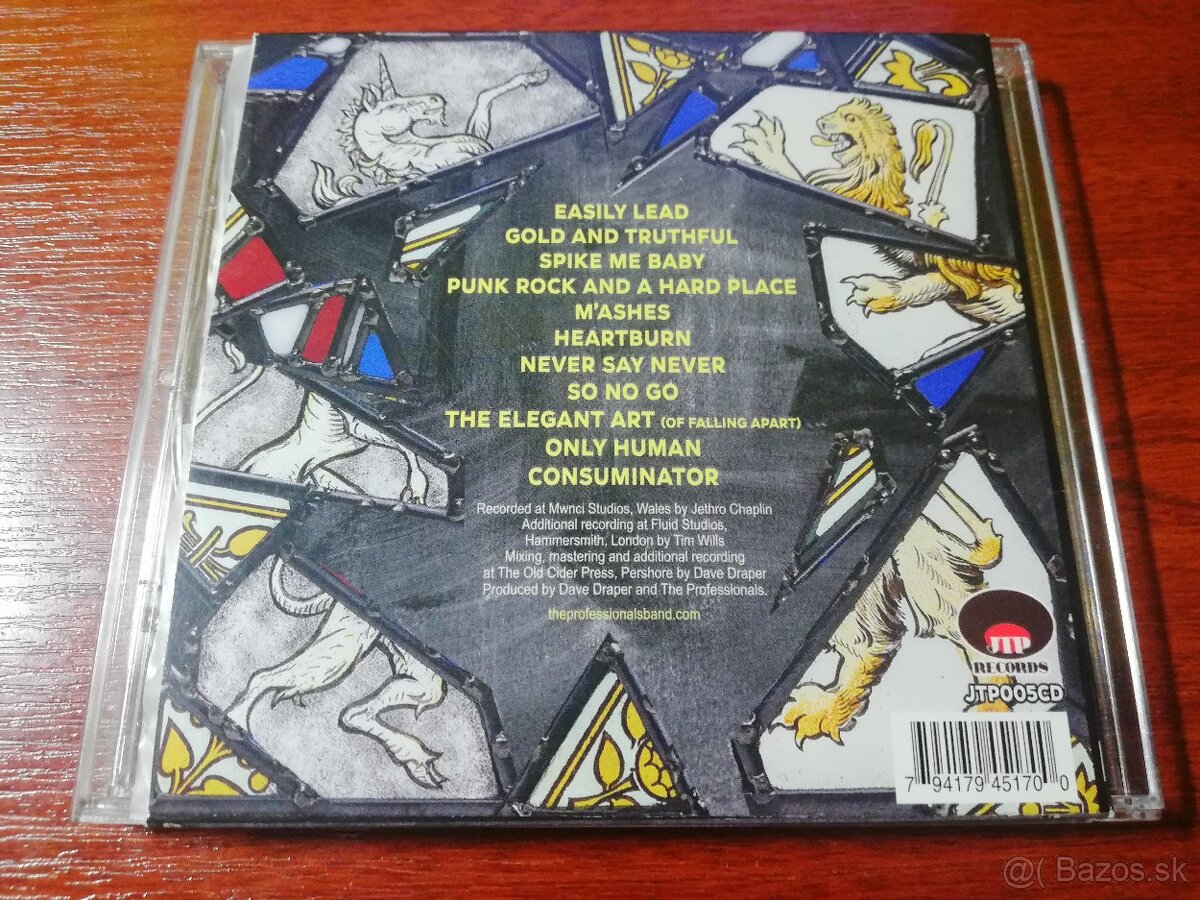 EASILY LEAD
GOLD AND TRUTHFUL
SPIKE ME BABY
PUNK ROCK AND A HARD PLACE
M'ASHES
HEARTBURN
NEVER SAY NEVER
SO NO GO
THE ELEGANT ART (OF FALLING APART)
ONLY HUMAN
CONSUMINATOR
Recorded at Mwnci Studios, Wales by Jethro Chaplin
Additional recording at Fluid Studios,
Hammersmith, London by Tim Wills
Mixing, mastering and additional recording
at The Old Cider Press, Pershore by Dave Draper
Produced by Dave Draper and The Professionals.
theprofessionalsband.com
JTP
RECORDS
JTP005CD
7 94179 45170 0
@( Bazos.sk